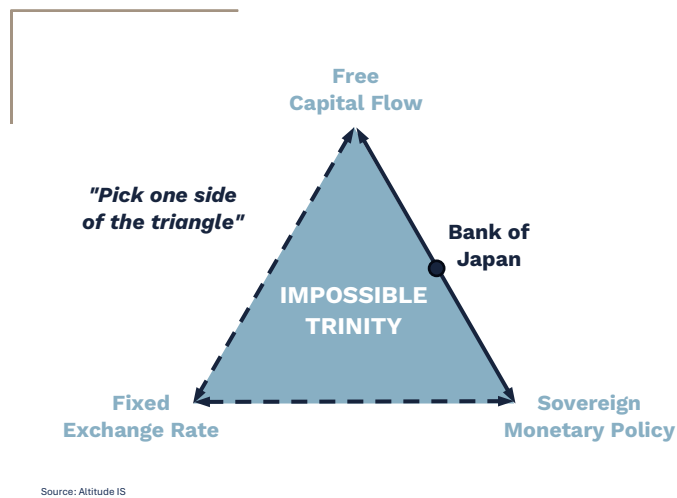 Free
Capital Flow
"Pick one side
of the triangle"
Bank of
Japan
IMPOSSIBLE
TRINITY
Fixed
Exchange Rate
Sovereign
Monetary Policy
Source: Altitude IS